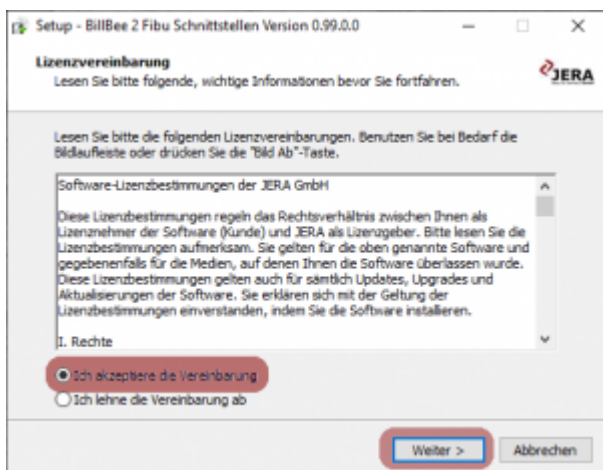 Setup - BillBee 2 Fibu Schnittstellen Version 0.99.0.0
Lizenzvereinbarung
Lesen Sie bitte folgende, wichtige Informationen bevor Sie fortfahren.
JERA
Lesen Sie bitte die folgenden Lizenzvereinbarungen. Benutzen Sie bei Bedarf die
Bildlaufleiste oder drücken Sie die "Bild Ab"-Taste.
Software-Lizenzbestimmungen der JERA GmbH
Diese Lizenzbestimmungen regeln das Rechtsverhältnis zwischen Ihnen als
Lizenznehmer der Software (Kunde) und JERA als Lizenzgeber. Bitte lesen Sie die
Lizenzbestimmungen aufmerksam. Sie gelten für die oben genannte Software und
gegebenenfalls für die Medien, auf denen Ihnen die Software überlassen wurde.
Diese Lizenzbestimmungen gelten auch für sämtlich Updates, Upgrades und
Aktualisierungen der Software. Sie erklären sich mit der Geltung der
Lizenzbestimmungen einverstanden, indem Sie die Software installieren.
I. Rechte
Ich akzeptiere die Vereinbarung
Ich lehne die Vereinbarung ab
Weiter >
Abbrechen